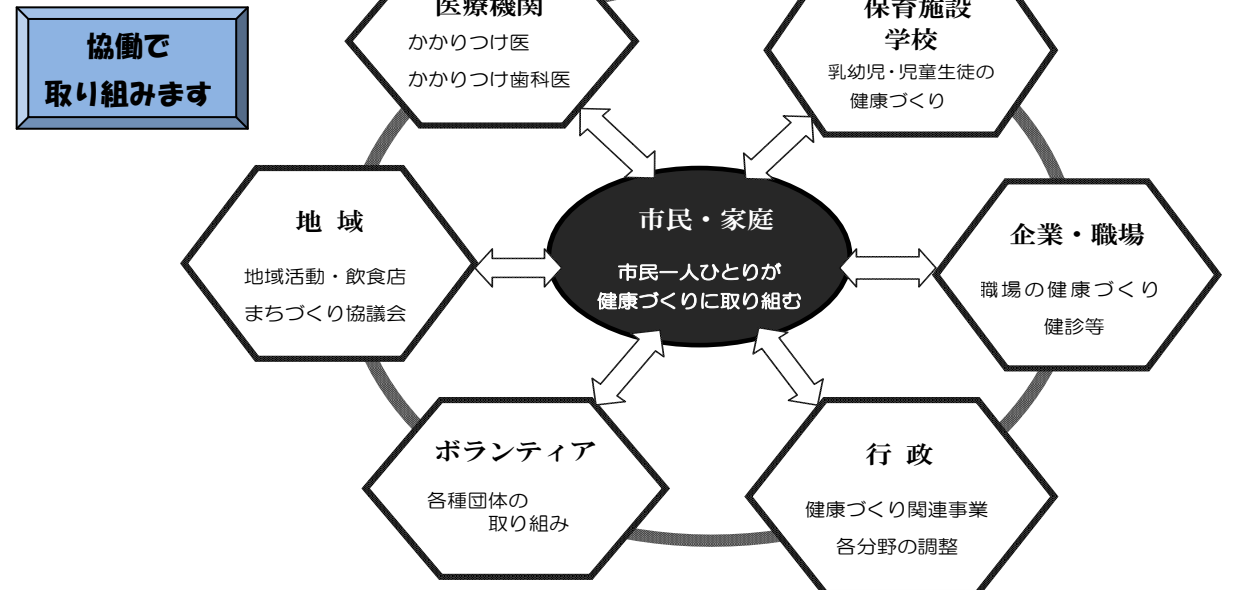 協働で
取り組みます
医療機関
かかりつけ医
かかりつけ歯科医
保育施設
学校
乳幼児・児童生徒の
健康づくり
地 域
地域活動・飲食店
まちづくり協議会
市民・家庭
市民一人ひとりが
健康づくりに取り組む
企業・職場
職場の健康づくり
健診等
ボランティア
各種団体の
取り組み
行 政
健康づくり関連事業
各分野の調整